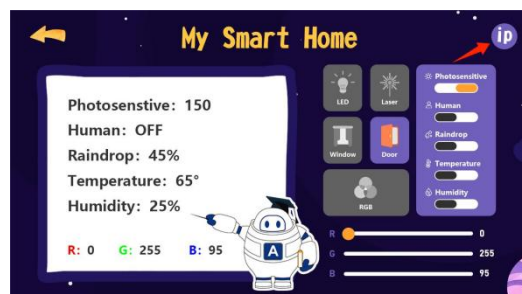 My Smart Home
ip
Photosenstive: 150
Human: OFF
Raindrop: 45%
Temperature: 65°
Humidity: 25%
R: 0 G: 255 B: 95
A
LED
Laser
Window
Door
RGB
Photosensitive
Human
Raindrop
Temperature
Humidity
R 0
G 255
B 95